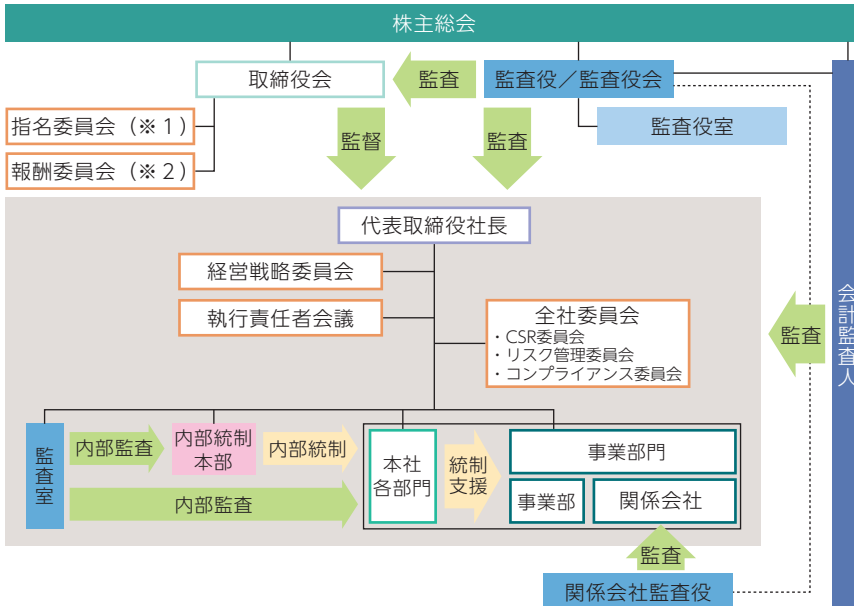 株主総会
取締役会
監査
監査役／監査役会
監査役室
指名委員会（※１）
報酬委員会（※２）
監督
監査
代表取締役社長
経営戦略委員会
執行責任者会議
全社委員会
・CSR委員会
・リスク管理委員会
・コンプライアンス委員会
監査
会計監査人
監査室
内部監査
内部統制
本部
内部統制
内部監査
本社
各部門
統制
支援
事業部門
事業部
関係会社
監査
関係会社監査役